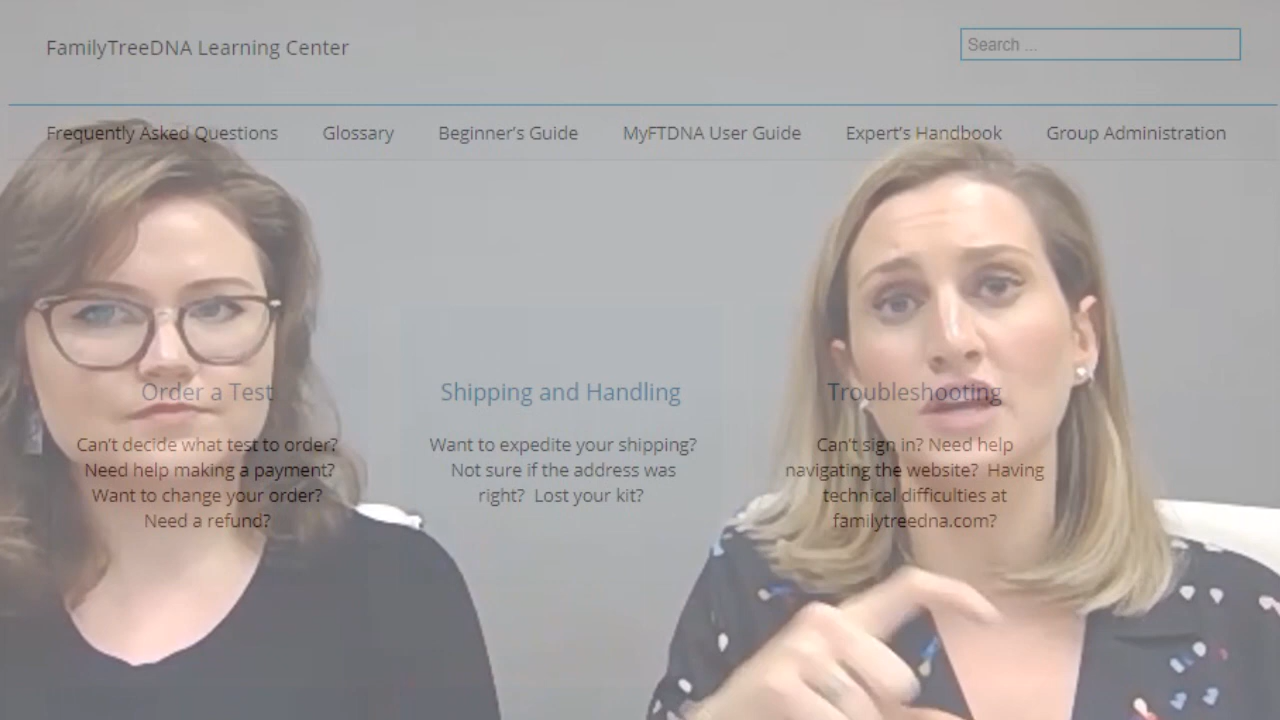 FamilyTreeDNA Learning Center
Search ...
Frequently Asked Questions Glossary Beginner's Guide MyFTDNA User Guide Expert's Handbook Group Administration
Order a Test
Can't decide what test to order?
Need help making a payment?
Want to change your order?
Need a refund?
Shipping and Handling
Want to expedite your shipping?
Not sure if the address was
right? Lost your kit?
Troubleshooting
Can't sign in? Need help
navigating the website? Having
technical difficulties at
familytreedna.com?